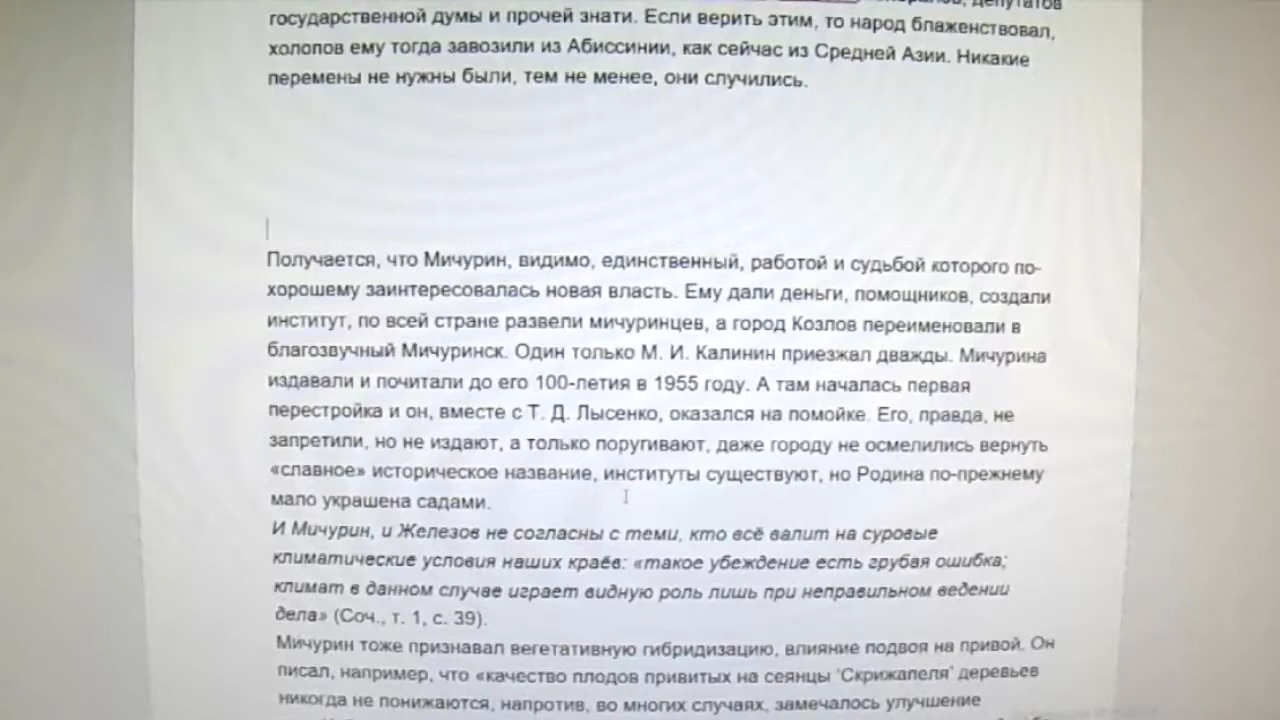 депутатов
государственной думы и прочей знати. Если верить этим, то народ блаженствовал,
холопов ему тогда завозили из Абиссинии, как сейчас из Средней Азии. Никакие
перемены не нужны были, тем не менее, они случились.
Получается, что Мичурин, видимо, единственный, работой и судьбой которого по-
хорошему заинтересовалась новая власть. Ему дали деньги, помощников, создали
институт, по всей стране развели мичуринцев, а город Козлов переименовали в
благозвучный Мичуринск. Один только М. И. Калинин приезжал дважды. Мичурина
издавали и почитали до его 100-летия в 1955 году. А там началась первая
перестройка и он, вместе с Т. Д. Лысенко, оказался на помойке. Его, правда, не
запретили, но не издают, а только поругивают, даже городу не осмелились вернуть
«славное» историческое название, институты существуют, но Родина по-прежнему
мало украшена садами.
И Мичурин, и Железов не согласны с теми, кто всё валит на суровые
климатические условия наших краёв: «такое убеждение есть грубая ошибка;
климат в данном случае играет видную роль лишь при неправильном ведении
дела» (Соч., т. 1, с. 39).
Мичурин тоже признавал вегетативную гибридизацию, влияние подвоя на привой. Он
писал, например, что «качество плодов привитых на сеянцы 'Скрижапеля' деревьев
никогда не понижаются, напротив, во многих случаях, замечалось улучшение